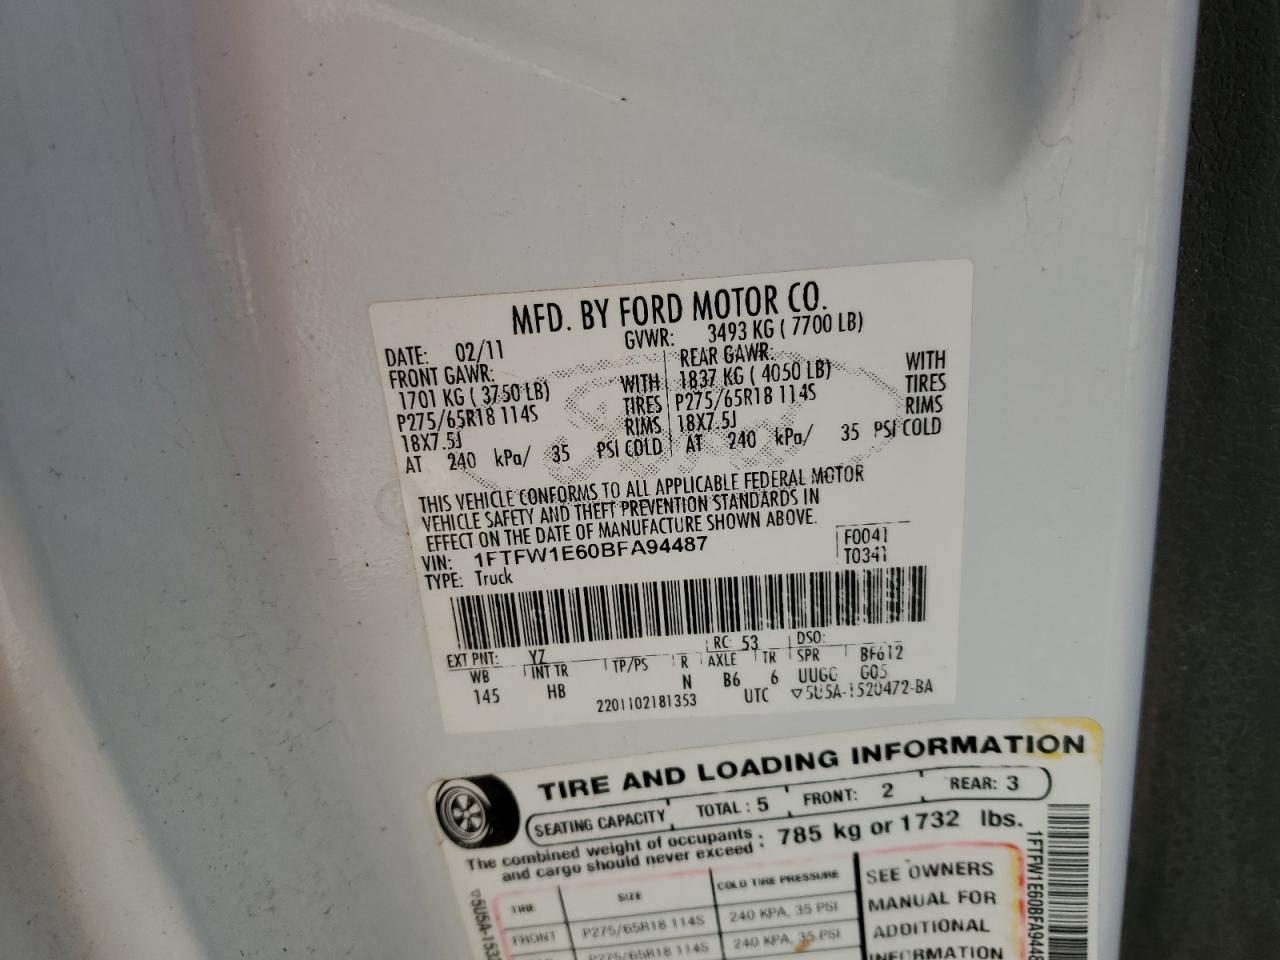 MFD. BY FORD MOTOR CO.
DATE: 02/11 GVWR: 3493 KG ( 7700 LB)
FRONT GAWR: REAR GAWR:
1701 KG ( 3750 LB) WITH 1837 KG ( 4050 LB) WITH
P275/65R18 114S TIRES P275/65R18 114S TIRES
18X7.5J RIMS 18X7.5J RIMS
AT 240 kPa/ 35 PSI COLD AT 240 kPa/ 35 PSI COLD
THIS VEHICLE CONFORMS TO ALL APPLICABLE FEDERAL MOTOR
VEHICLE SAFETY AND THEFT PREVENTION STANDARDS IN
EFFECT ON THE DATE OF MANUFACTURE SHOWN ABOVE.
VIN: 1FTFW1E60BFA94487 F0041
TYPE: Truck T0341
EXT PNT: YZ RC: 53 DSO:
WB INT TR TP/PS R AXLE TR SPR BF612
145 HB N B6 6 UUGC G05
2201102181353 UTC ▽5U5A-1520472-BA
TIRE AND LOADING INFORMATION
SEATING CAPACITY TOTAL : 5 FRONT: 2 REAR: 3
The combined weight of occupants : 785 kg or 1732 lbs.
and cargo should never exceed :
TIRE SIZE COLD TIRE PRESSURE SEE OWNERS
FRONT P275/65R18 114S 240 KPA, 35 PSI MANUAL FOR
P275/65R18 114S 240 KPA, 35 PSI ADDITIONAL
INFORMATION
▽5U5A-153
1FTFW1E60BFA9448